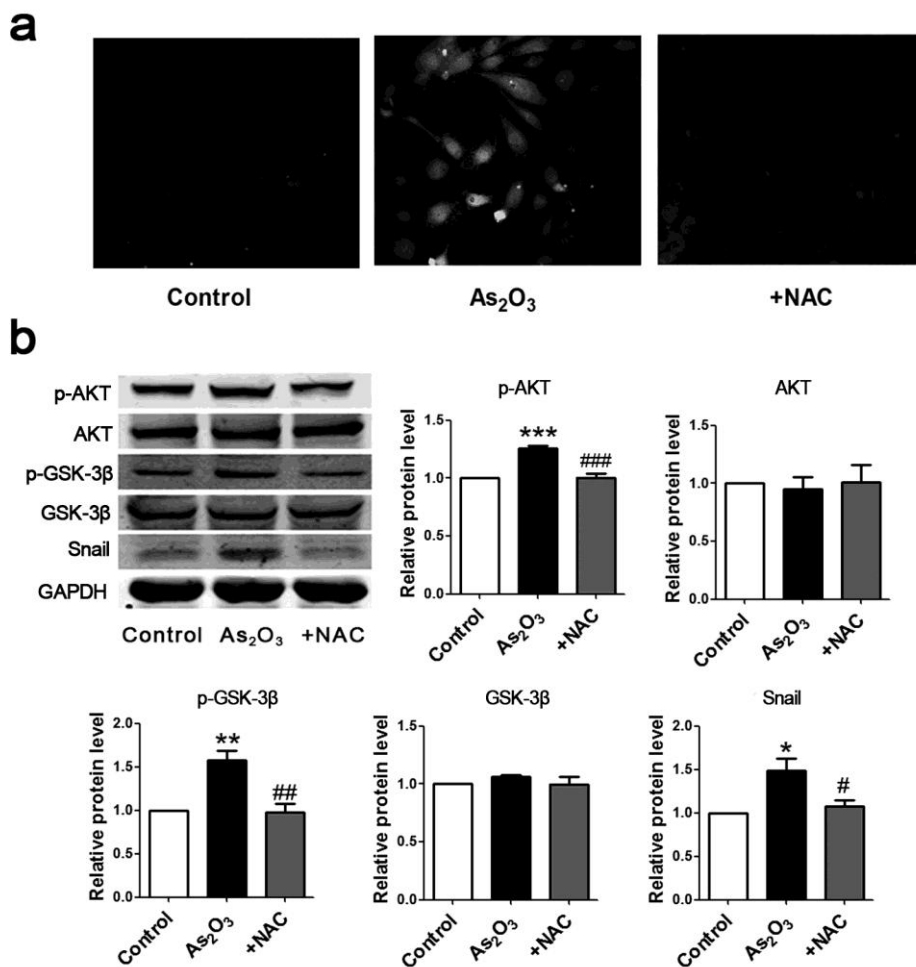 a
Control
As₂O₃
+NAC
b
p-AKT
AKT
p-GSK-3β
GSK-3β
Snail
GAPDH
Control As₂O₃ +NAC
p-AKT
Relative protein level
1.5
1.0
0.5
0.0
***
###
Control
As₂O₃
+NAC
AKT
Relative protein level
1.5
1.0
0.5
0.0
Control
As₂O₃
+NAC
p-GSK-3β
Relative protein level
2.0
1.5
1.0
0.5
0.0
**
##
Control
As₂O₃
+NAC
GSK-3β
Relative protein level
1.5
1.0
0.5
0.0
Control
As₂O₃
+NAC
Snail
Relative protein level
2.0
1.5
1.0
0.5
0.0
*
#
Control
As₂O₃
+NAC